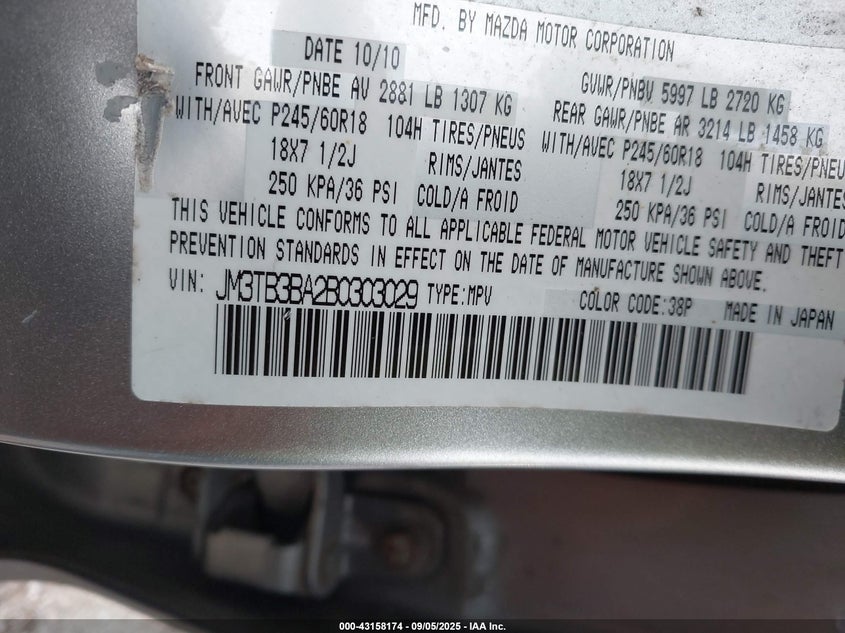 MFD. BY MAZDA MOTOR CORPORATION
DATE 10/10
GVWR/PNBV 5997 LB 2720 KG
FRONT GAWR/PNBE AV 2881 LB 1307 KG
REAR GAWR/PNBE AR 3214 LB 1458 KG
WITH/AVEC P245/60R18 104H TIRES/PNEUS
WITH/AVEC P245/60R18 104H TIRES/PNEU
18X7 1/2J RIMS/JANTES
18X7 1/2J RIMS/JANTES
250 KPA/36 PSI COLD/A FROID
250 KPA/36 PSI COLD/A FROID
THIS VEHICLE CONFORMS TO ALL APPLICABLE FEDERAL MOTOR VEHICLE SAFETY AND THEFT
PREVENTION STANDARDS IN EFFECT ON THE DATE OF MANUFACTURE SHOWN ABOVE.
VIN: JM3TB3BA2B0303029 TYPE:MPV COLOR CODE:38P MADE IN JAPAN
000-43158174 - 09/05/2025 - IAA Inc.